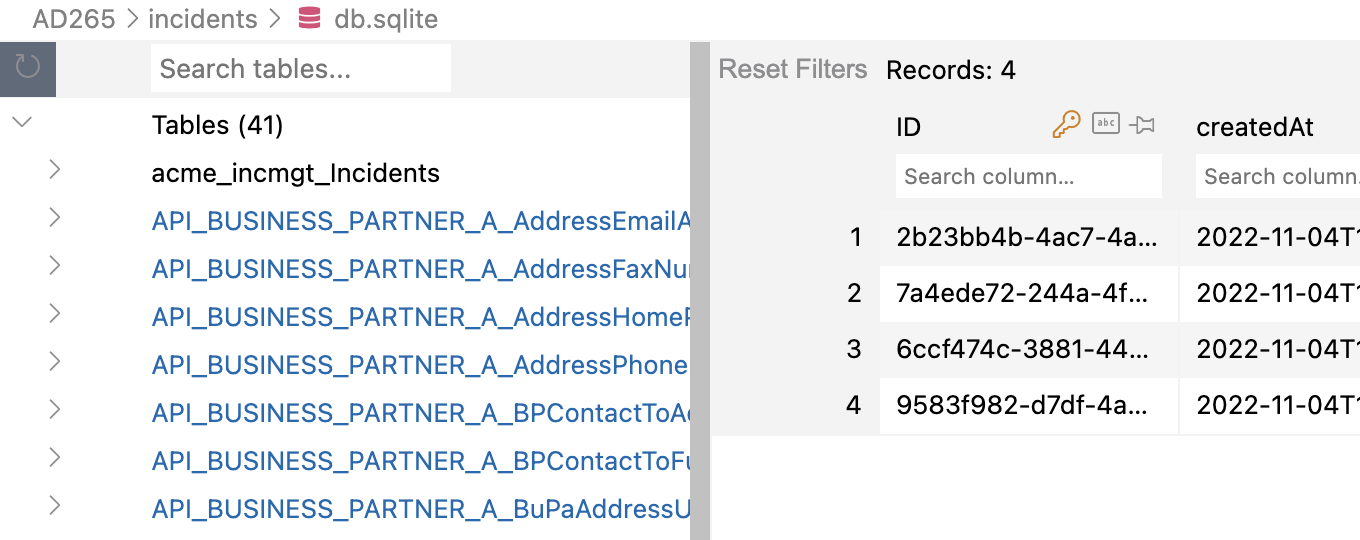 AD265 > incidents > db.sqlite
Search tables...
Tables (41)
acme_incmgt_Incidents
API_BUSINESS_PARTNER_A_AddressEmailA
API_BUSINESS_PARTNER_A_AddressFaxNu
API_BUSINESS_PARTNER_A_AddressHome
API_BUSINESS_PARTNER_A_AddressPhone
API_BUSINESS_PARTNER_A_BPContactToA
API_BUSINESS_PARTNER_A_BPContactToFu
API_BUSINESS_PARTNER_A_BuPaAddressU
Reset Filters Records: 4
ID abc createdAt
Search column... Search column.
1 2b23bb4b-4ac7-4a... 2022-11-04T1
2 7a4ede72-244a-4f... 2022-11-04T1
3 6ccf474c-3881-44... 2022-11-04T1
4 9583f982-d7df-4a... 2022-11-04T1